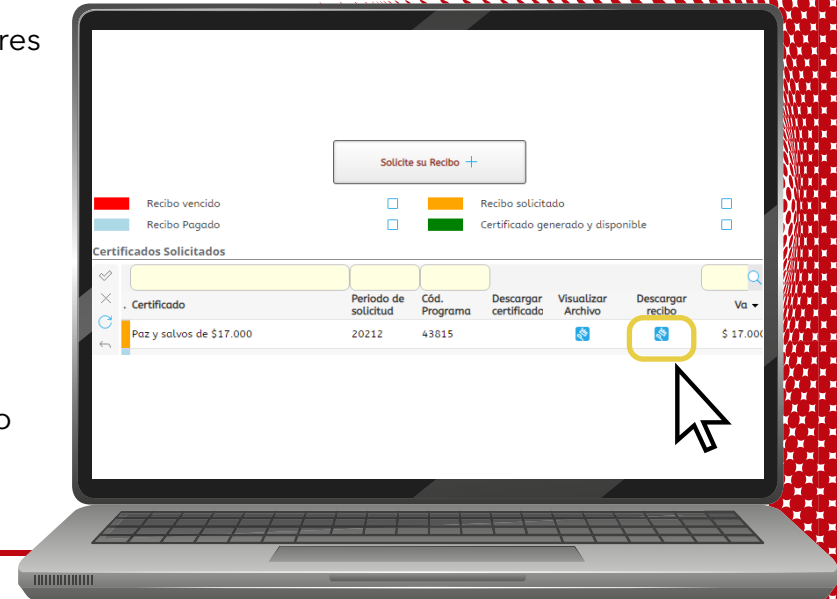 res
Solicite su Recibo +
Recibo vencido
Recibo solicitado
Recibo Pagado
Certificado generado y disponible
Certificados Solicitados
. Certificado
Periodo de solicitud
Cód. Programa
Descargar certificado
Visualizar Archivo
Descargar recibo
Va
Paz y salvos de $17.000
20212
43815
$ 17.000
o